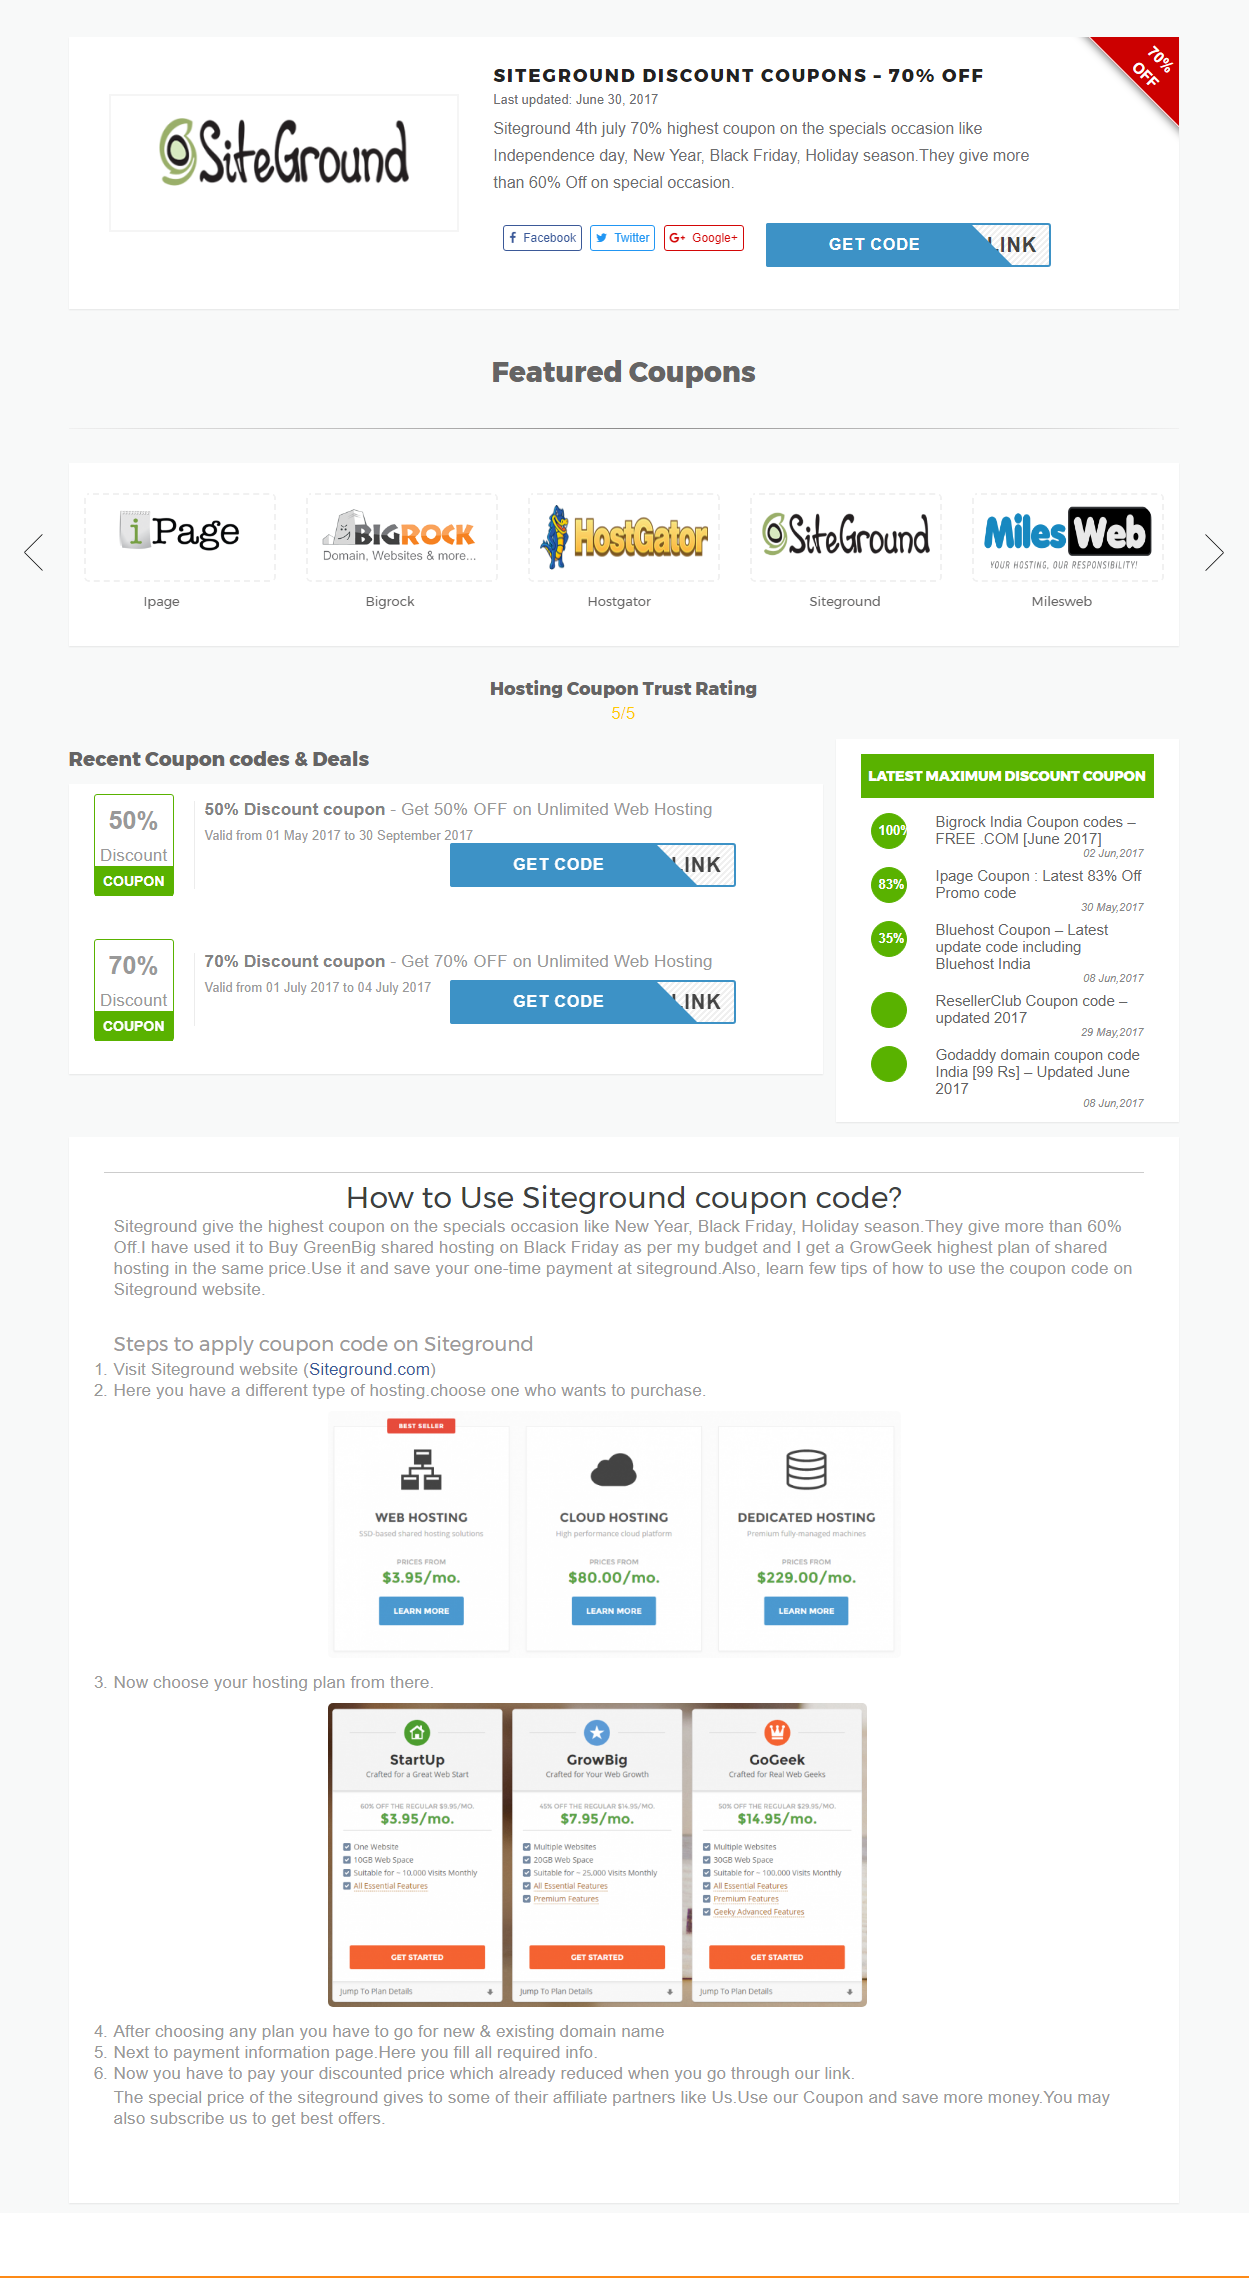 70%
OFF
SiteGround
SITEGROUND DISCOUNT COUPONS - 70% OFF
Last updated: June 30, 2017
Siteground 4th july 70% highest coupon on the specials occasion like
Independence day, New Year, Black Friday, Holiday season.They give more
than 60% Off on special occasion.
Facebook
Twitter
Google+
GET CODE
LINK
Featured Coupons
iPage
BIGROCK
Domain, Websites & more...
HostGator
SiteGround
Miles Web
YOUR HOSTING, OUR RESPONSIBILITY!
Ipage
Bigrock
Hostgator
Siteground
Milesweb
Hosting Coupon Trust Rating
5/5
Recent Coupon codes & Deals
50%
Discount
COUPON
50% Discount coupon - Get 50% OFF on Unlimited Web Hosting
Valid from 01 May 2017 to 30 September 2017
GET CODE
LINK
70%
Discount
COUPON
70% Discount coupon - Get 70% OFF on Unlimited Web Hosting
Valid from 01 July 2017 to 04 July 2017
GET CODE
LINK
LATEST MAXIMUM DISCOUNT COUPON
100%
Bigrock India Coupon codes –
FREE .COM [June 2017]
02 Jun,2017
83%
Ipage Coupon : Latest 83% Off
Promo code
30 May,2017
35%
Bluehost Coupon – Latest
update code including
Bluehost India
08 Jun,2017
ResellerClub Coupon code –
updated 2017
29 May,2017
Godaddy domain coupon code
India [99 Rs] – Updated June
2017
08 Jun,2017
How to Use Siteground coupon code?
Siteground give the highest coupon on the specials occasion like New Year, Black Friday, Holiday season.They give more than 60%
Off.I have used it to Buy GreenBig shared hosting on Black Friday as per my budget and I get a GrowGeek highest plan of shared
hosting in the same price.Use it and save your one-time payment at siteground.Also, learn few tips of how to use the coupon code on
Siteground website.
Steps to apply coupon code on Siteground
1. Visit Siteground website (Siteground.com)
2. Here you have a different type of hosting.choose one who wants to purchase.
BEST SELLER
WEB HOSTING
SSD-based shared hosting solutions
PRICES FROM
$3.95/mo.
LEARN MORE
CLOUD HOSTING
High performance cloud platform
PRICES FROM
$80.00/mo.
LEARN MORE
DEDICATED HOSTING
Premium fully-managed machines
PRICES FROM
$229.00/mo.
LEARN MORE
3. Now choose your hosting plan from there.
StartUp
Crafted for a Great Web Start
60% OFF THE REGULAR $9.95/MO.
$3.95/mo.
One Website
10GB Web Space
Suitable for ~ 10,000 Visits Monthly
All Essential Features
GET STARTED
Jump To Plan Details
GrowBig
Crafted for Your Web Growth
45% OFF THE REGULAR $14.95/MO.
$7.95/mo.
Multiple Websites
20GB Web Space
Suitable for ~ 25,000 Visits Monthly
All Essential Features
Premium Features
GET STARTED
Jump To Plan Details
GoGeek
Crafted for Real Web Geeks
50% OFF THE REGULAR $29.95/MO.
$14.95/mo.
Multiple Websites
30GB Web Space
Suitable for ~ 100,000 Visits Monthly
All Essential Features
Premium Features
Geeky Advanced Features
GET STARTED
Jump To Plan Details
4. After choosing any plan you have to go for new & existing domain name
5. Next to payment information page.Here you fill all required info.
6. Now you have to pay your discounted price which already reduced when you go through our link.
The special price of the siteground gives to some of their affiliate partners like Us.Use our Coupon and save more money.You may
also subscribe us to get best offers.